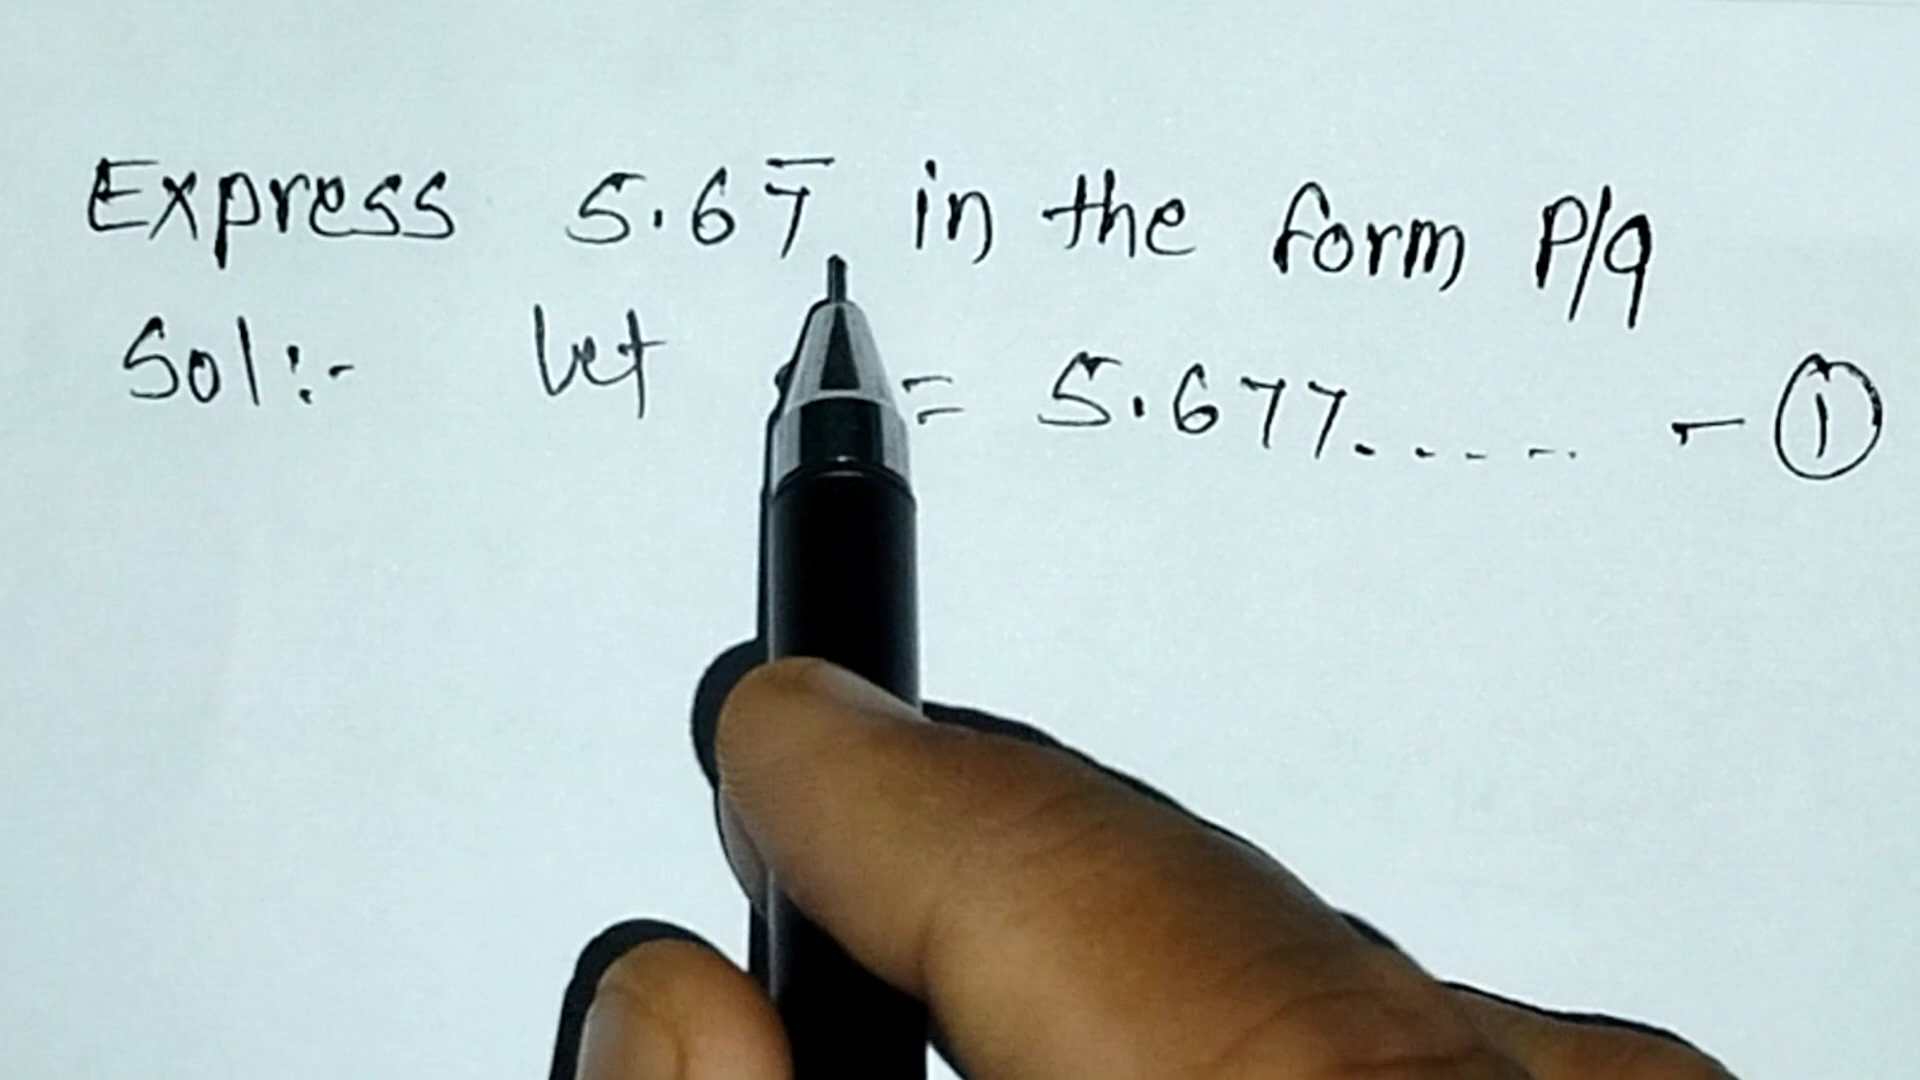 Express 5.67̅ in the form P/q
Sol:- let = 5.677..... - ①